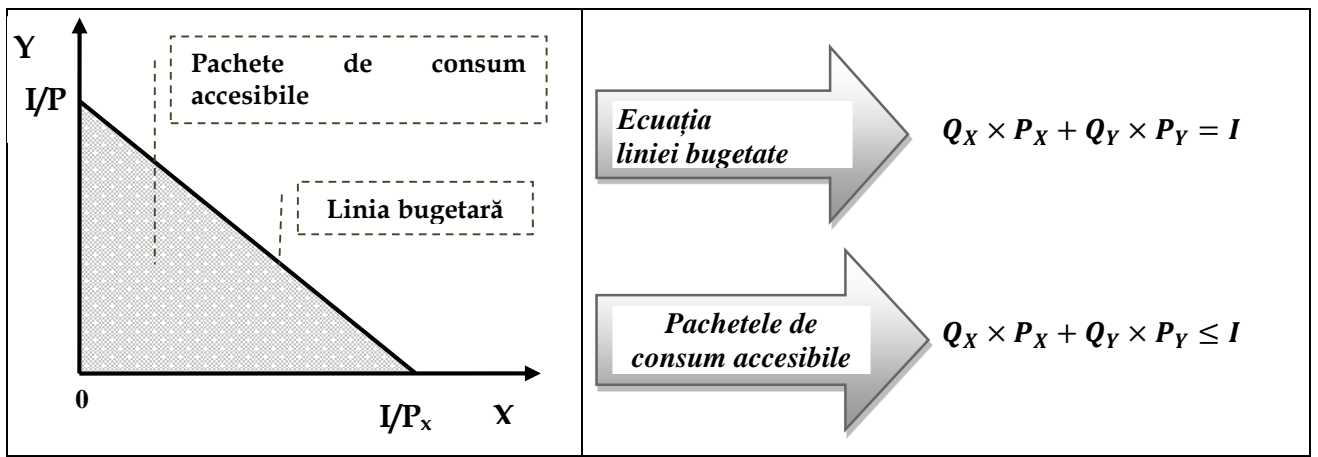 Y
Pachete de consum
accesibile
I/P
Linia bugetară
0
I/Pₓ X
Ecuația
liniei bugetate
𝑸_𝑿 × 𝑷_𝑿 + 𝑸_𝒀 × 𝑷_𝒀 = 𝑰
Pachetele de
consum accesibile
𝑸_𝑿 × 𝑷_𝑿 + 𝑸_𝒀 × 𝑷_𝒀 ≤ 𝑰